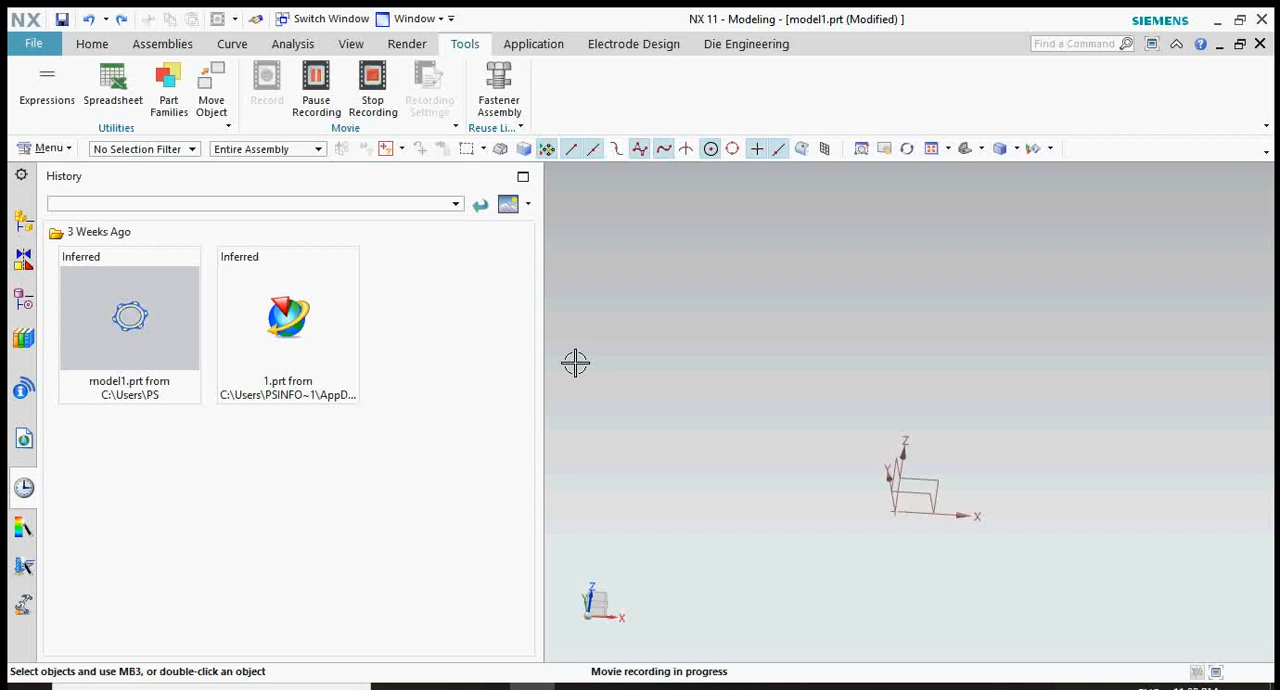 NX
Switch Window
Window
NX 11 - Modeling - [model1.prt (Modified) ]
SIEMENS
File
Home
Assemblies
Curve
Analysis
View
Render
Tools
Application
Electrode Design
Die Engineering
Find a Command
Expressions
Spreadsheet
Part
Families
Move
Object
Record
Pause
Recording
Stop
Recording
Recording
Settings
Fastener
Assembly
Utilities
Movie
Reuse Li...
Menu
No Selection Filter
Entire Assembly
History
3 Weeks Ago
Inferred
Inferred
model1.prt from
C:\Users\PS
1.prt from
C:\Users\PSINFO~1\AppD...
Z
Y
X
Z
Y
X
Select objects and use MB3, or double-click an object
Movie recording in progress